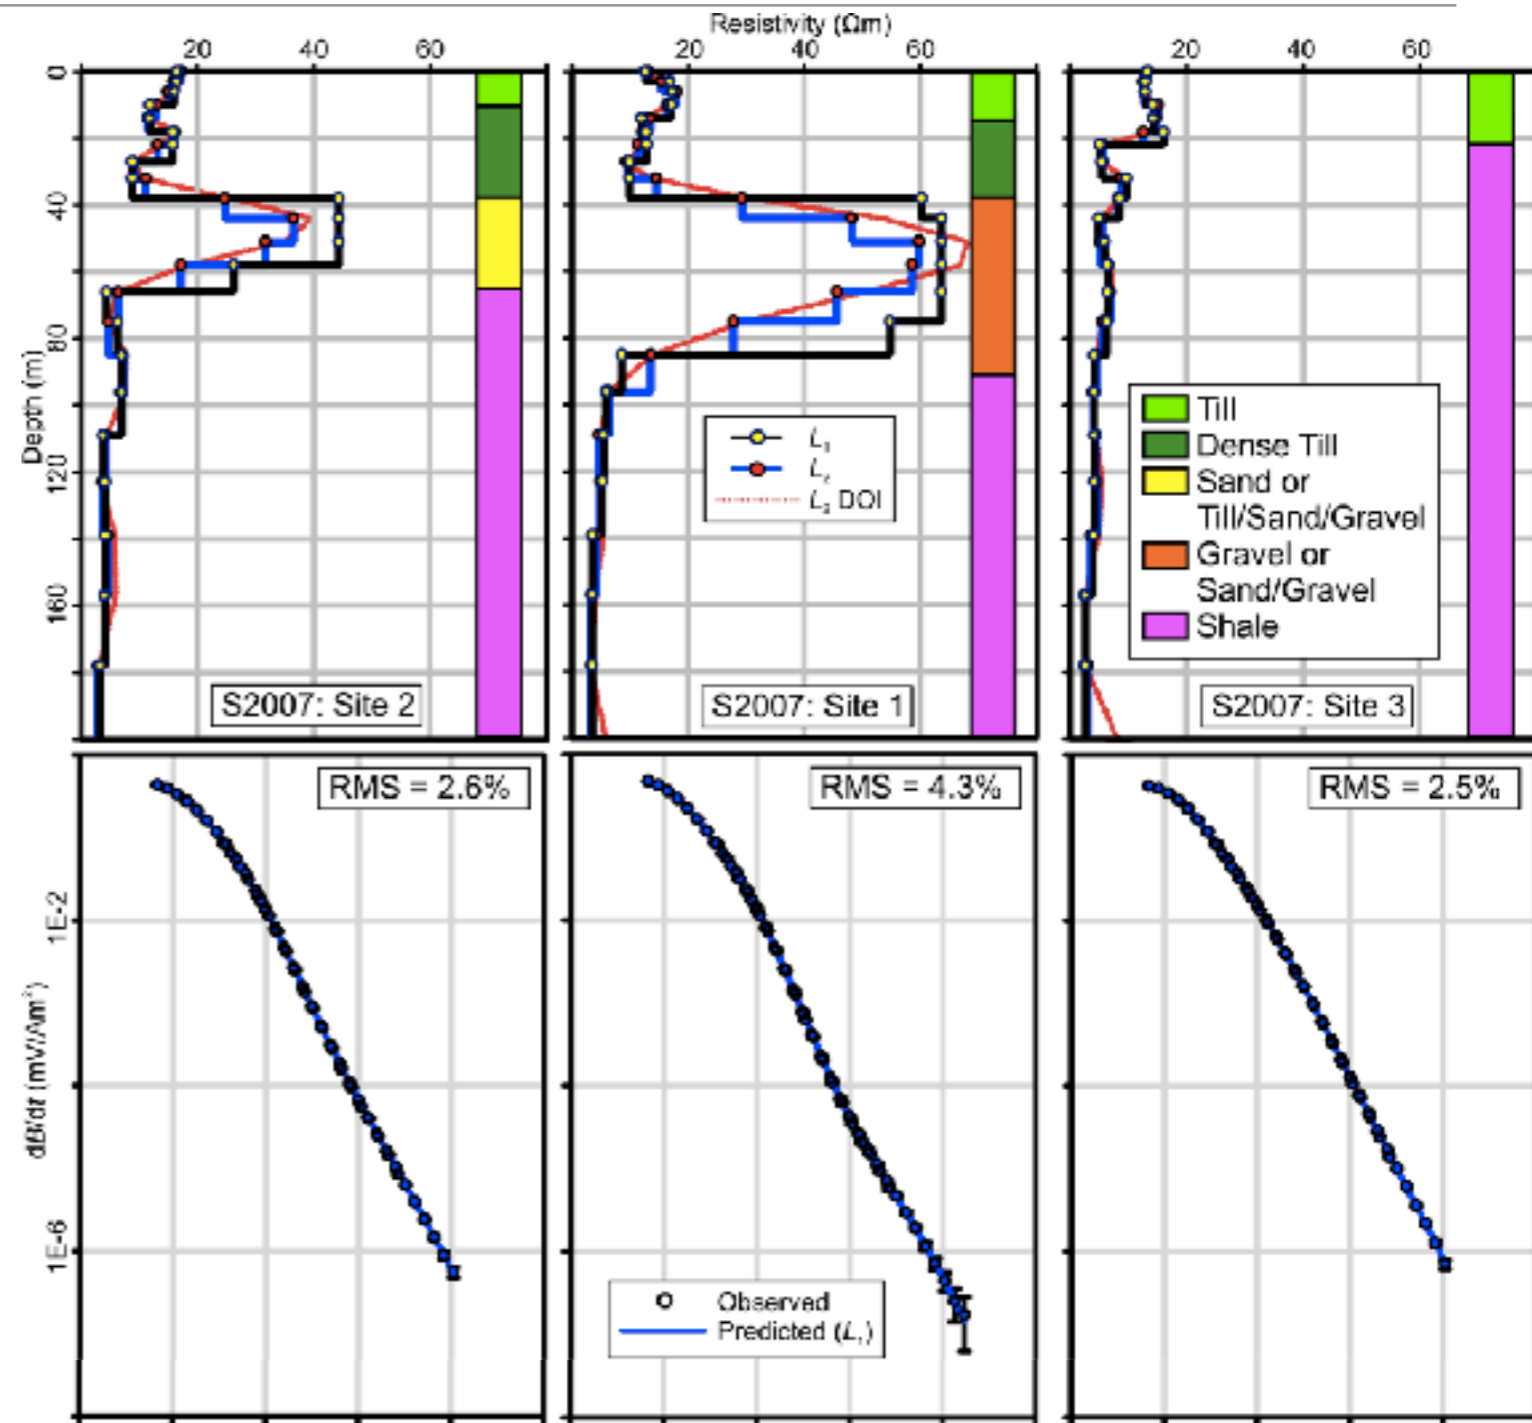 Resistivity (Ωm)
20 40 60
20 40 60
20 40 60
Depth (m)
0
40
80
120
160
L₁
L₂
L₂ DOI
Till
Dense Till
Sand or
Till/Sand/Gravel
Gravel or
Sand/Gravel
Shale
S2007: Site 2
S2007: Site 1
S2007: Site 3
RMS = 2.6%
RMS = 4.3%
RMS = 2.5%
dB/dt (mV/Am²)
1E-2
1E-6
Observed
Predicted (L₁)